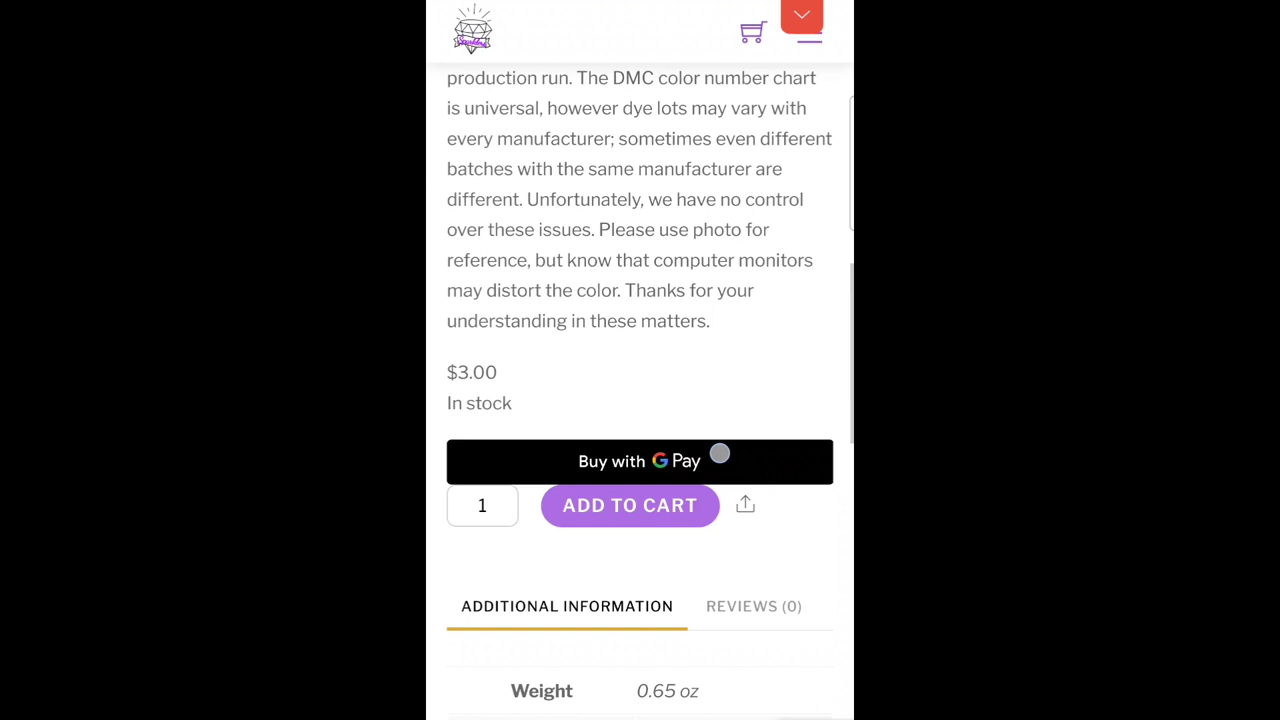 production run. The DMC color number chart
is universal, however dye lots may vary with
every manufacturer; sometimes even different
batches with the same manufacturer are
different. Unfortunately, we have no control
over these issues. Please use photo for
reference, but know that computer monitors
may distort the color. Thanks for your
understanding in these matters.
$3.00
In stock
Buy with G Pay
1 ADD TO CART
ADDITIONAL INFORMATION REVIEWS (0)
Weight 0.65 oz